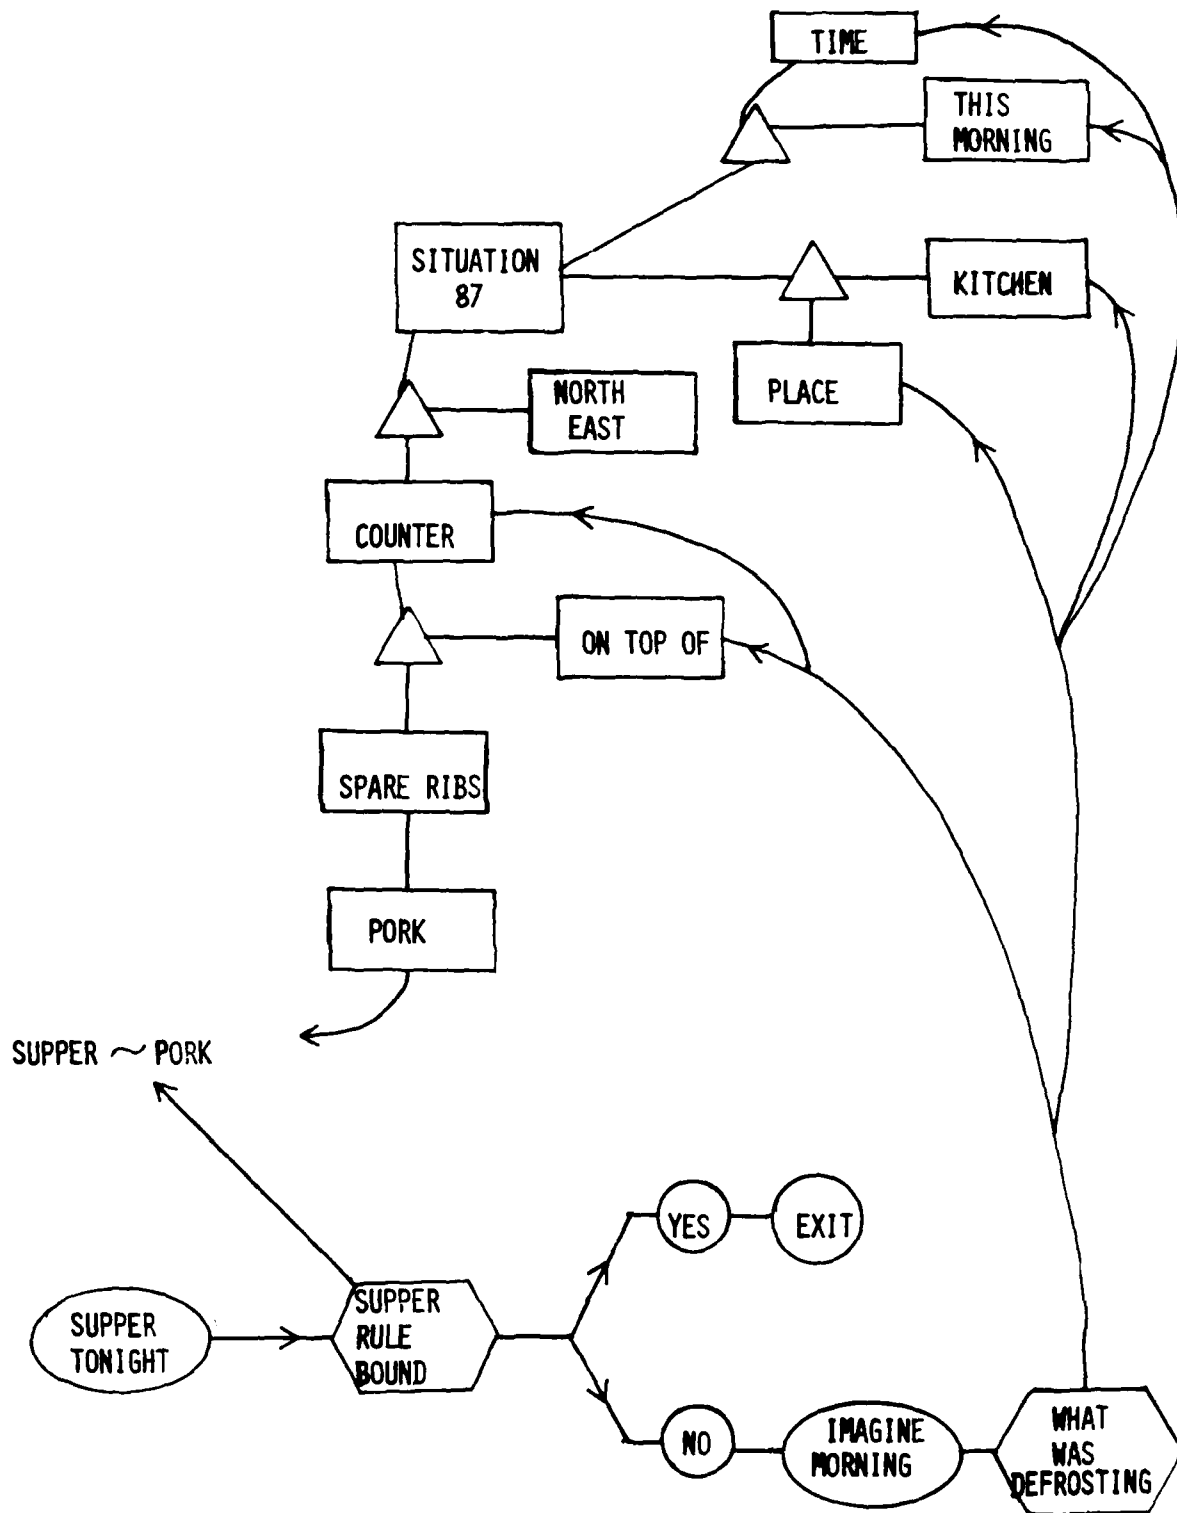 TIME
THIS
MORNING
SITUATION
87
KITCHEN
PLACE
NORTH
EAST
COUNTER
ON TOP OF
SPARE RIBS
PORK
SUPPER ~ PORK
YES
EXIT
SUPPER
TONIGHT
SUPPER
RULE
BOUND
NO
IMAGINE
MORNING
WHAT
WAS
DEFROSTING